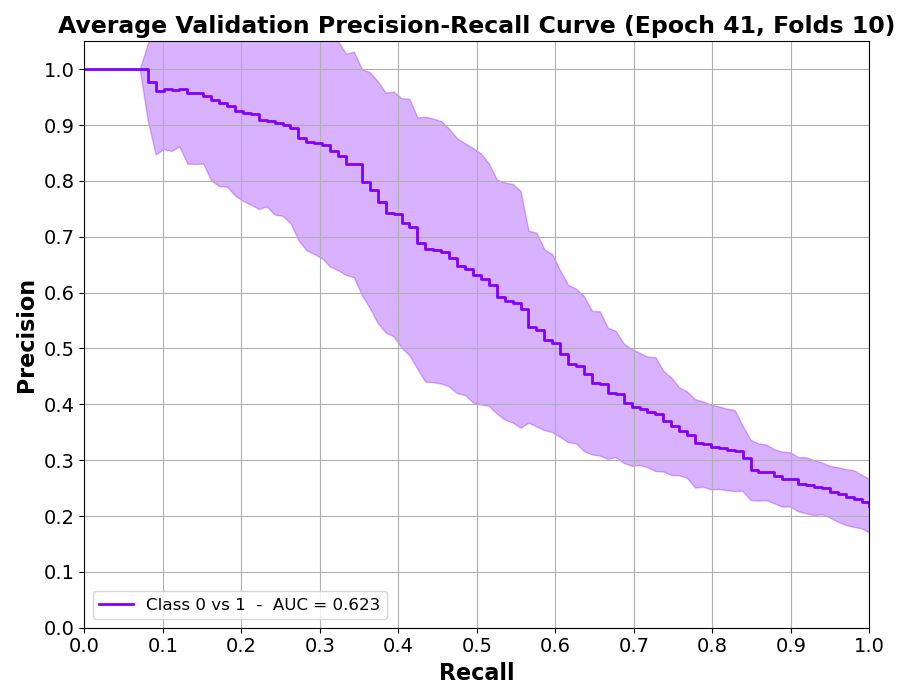 Average Validation Precision-Recall Curve (Epoch 41, Folds 10)
Precision
1.0
0.9
0.8
0.7
0.6
0.5
0.4
0.3
0.2
0.1
0.0
Class 0 vs 1  -  AUC = 0.623
0.0 0.1 0.2 0.3 0.4 0.5 0.6 0.7 0.8 0.9 1.0
Recall